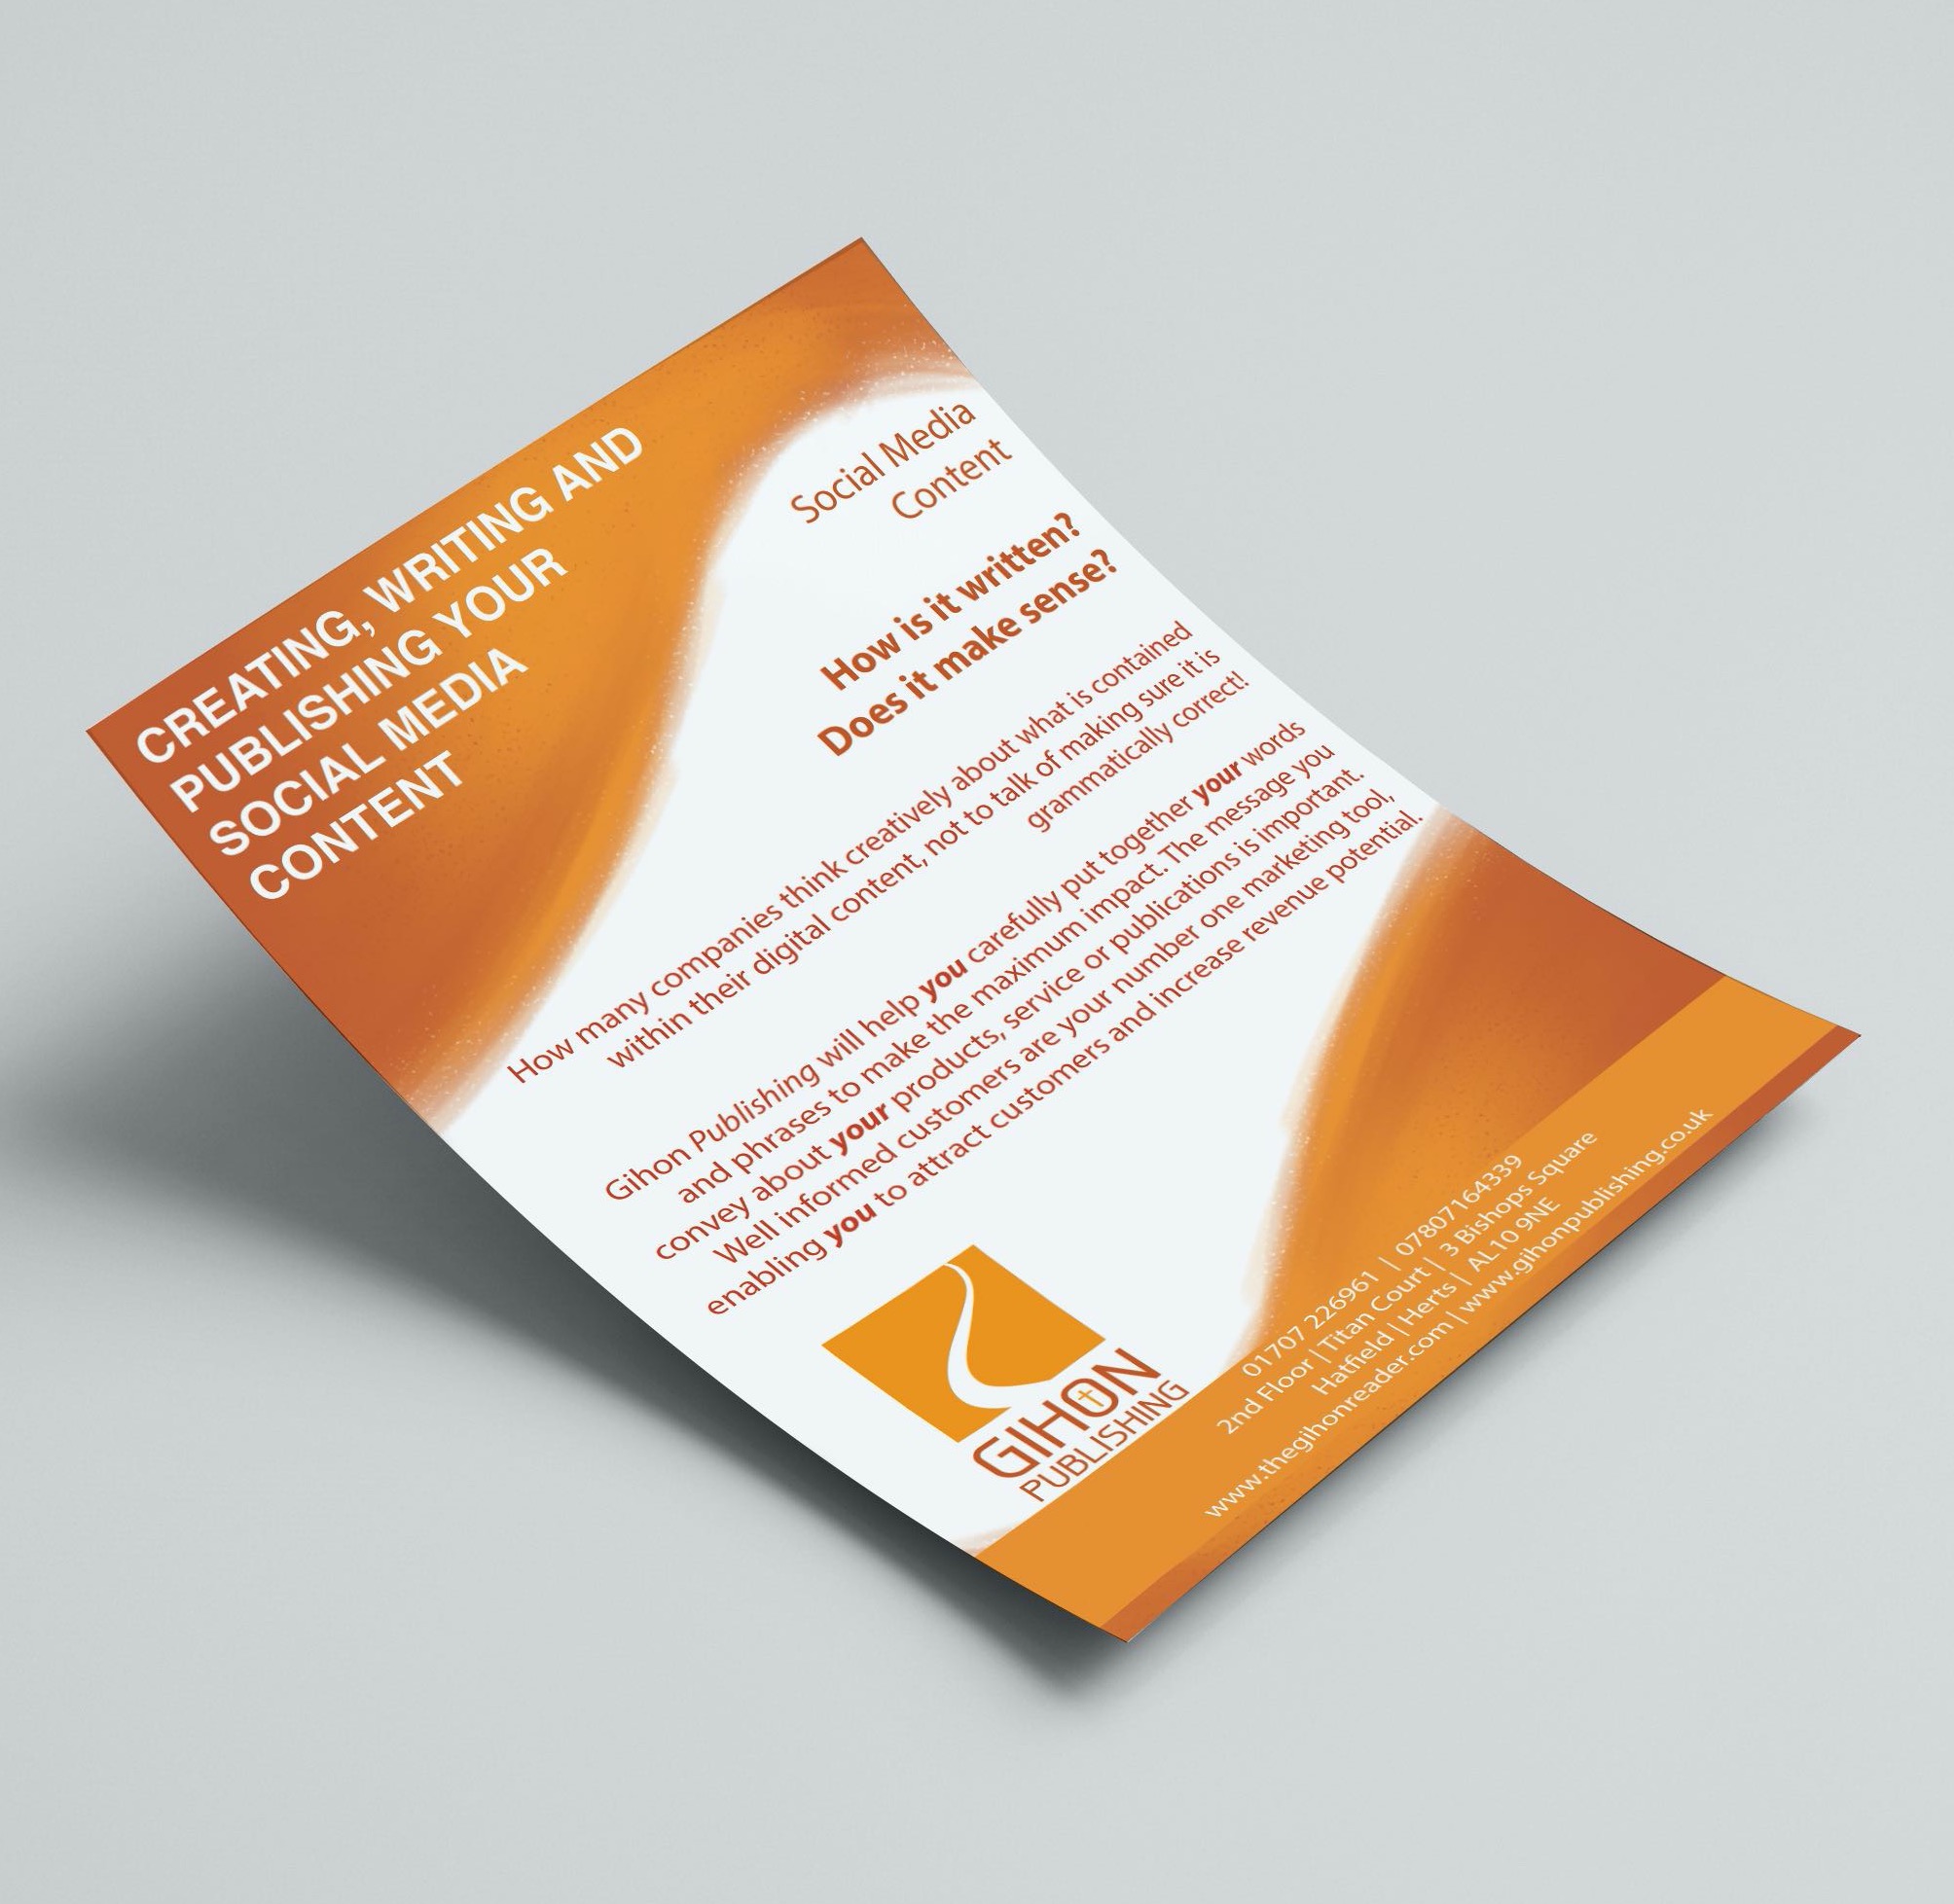 CREATING, WRITING AND
PUBLISHING YOUR
SOCIAL MEDIA
CONTENT
Social Media
Content
How is it written?
Does it make sense?
How many companies think creatively about what is contained
within their digital content, not to talk of making sure it is
grammatically correct!
Gihon Publishing will help you carefully put together your words
and phrases to make the maximum impact. The message you
convey about your products, service or publications is important.
Well informed customers are your number one marketing tool,
enabling you to attract customers and increase revenue potential.
GIHON
PUBLISHING
01707 226961 | 07807164339
2nd Floor | Titan Court | 3 Bishops Square
Hatfield | Herts | AL10 9NE
www.thegihonreader.com | www.gihonpublishing.co.uk